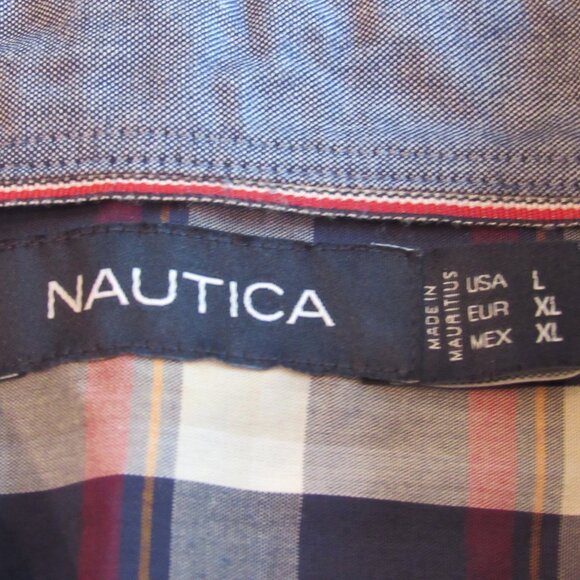 NAUTICA
MADE IN
MAURITIUS
USA L
EUR XL
MEX XL